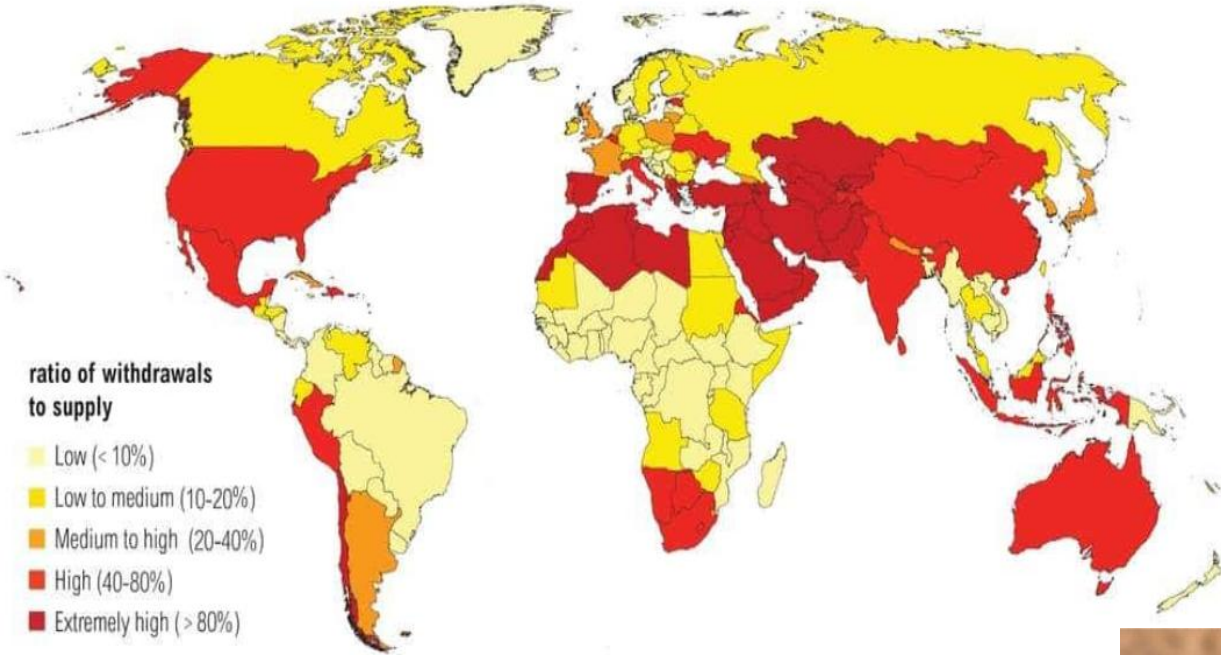 ratio of withdrawals
to supply
Low (< 10%)
Low to medium (10-20%)
Medium to high (20-40%)
High (40-80%)
Extremely high (> 80%)